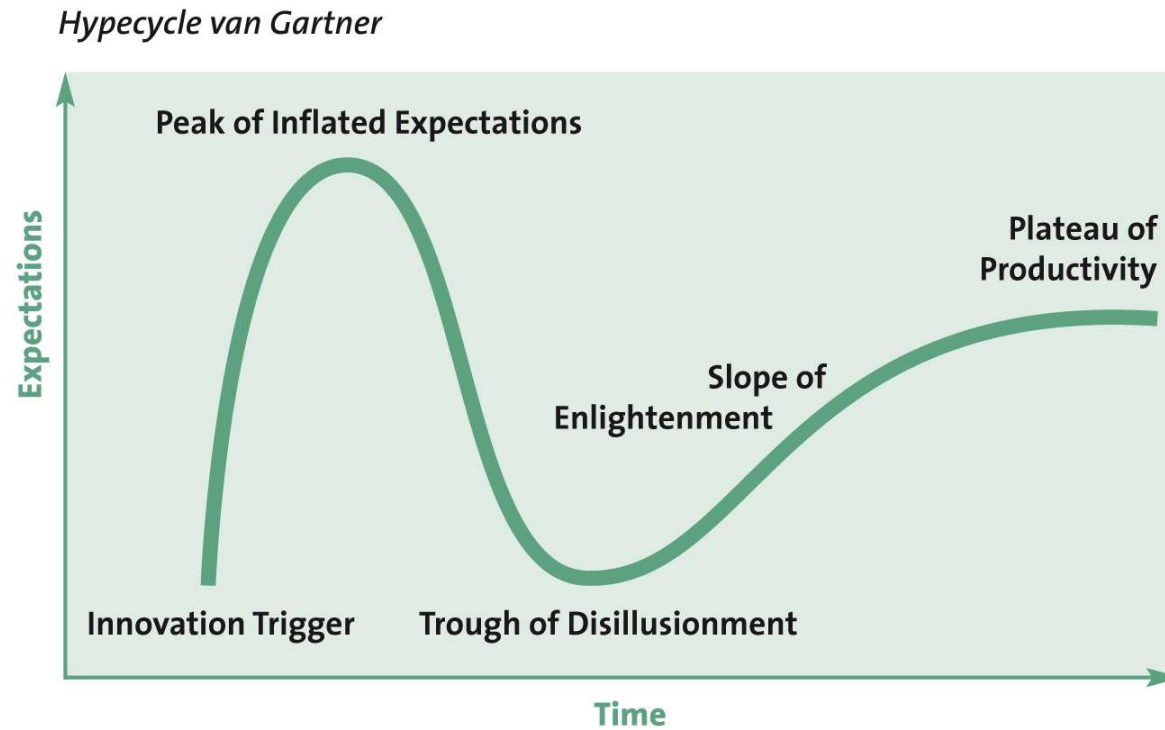 Hypecycle van Gartner
Peak of Inflated Expectations
Plateau of
Productivity
Expectations
Slope of
Enlightenment
Innovation Trigger
Trough of Disillusionment
Time